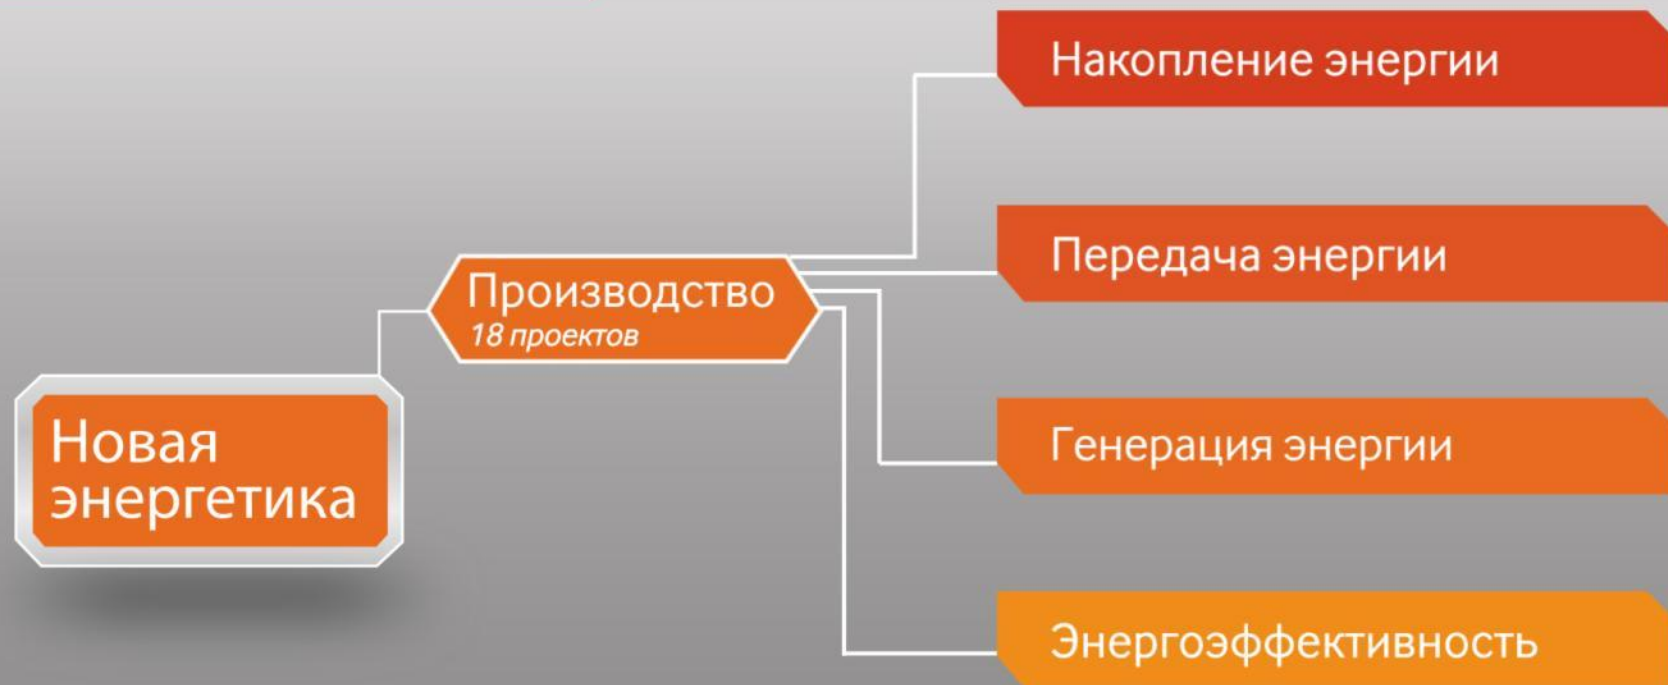 Новая
энергетика
Производство
18 проектов
Накопление энергии
Передача энергии
Генерация энергии
Энергоэффективность